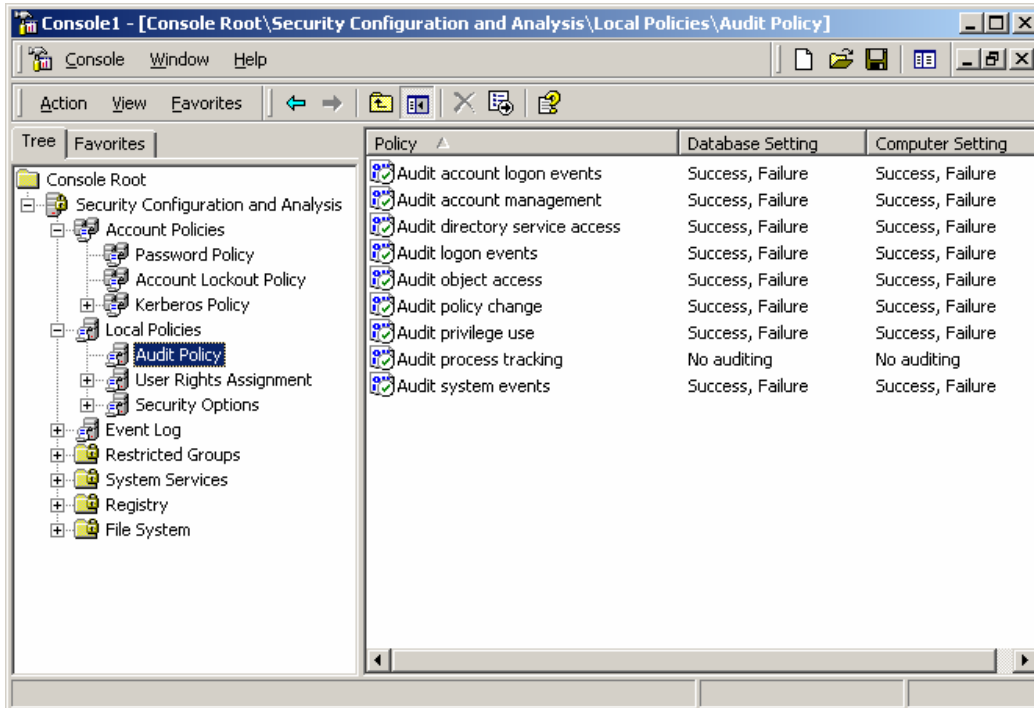 Console1 - [Console Root\Security Configuration and Analysis\Local Policies\Audit Policy]
Console Window Help
Action View Favorites
Tree Favorites
Console Root
Security Configuration and Analysis
Account Policies
Password Policy
Account Lockout Policy
Kerberos Policy
Local Policies
Audit Policy
User Rights Assignment
Security Options
Event Log
Restricted Groups
System Services
Registry
File System
Policy Database Setting Computer Setting
Audit account logon events Success, Failure Success, Failure
Audit account management Success, Failure Success, Failure
Audit directory service access Success, Failure Success, Failure
Audit logon events Success, Failure Success, Failure
Audit object access Success, Failure Success, Failure
Audit policy change Success, Failure Success, Failure
Audit privilege use Success, Failure Success, Failure
Audit process tracking No auditing No auditing
Audit system events Success, Failure Success, Failure